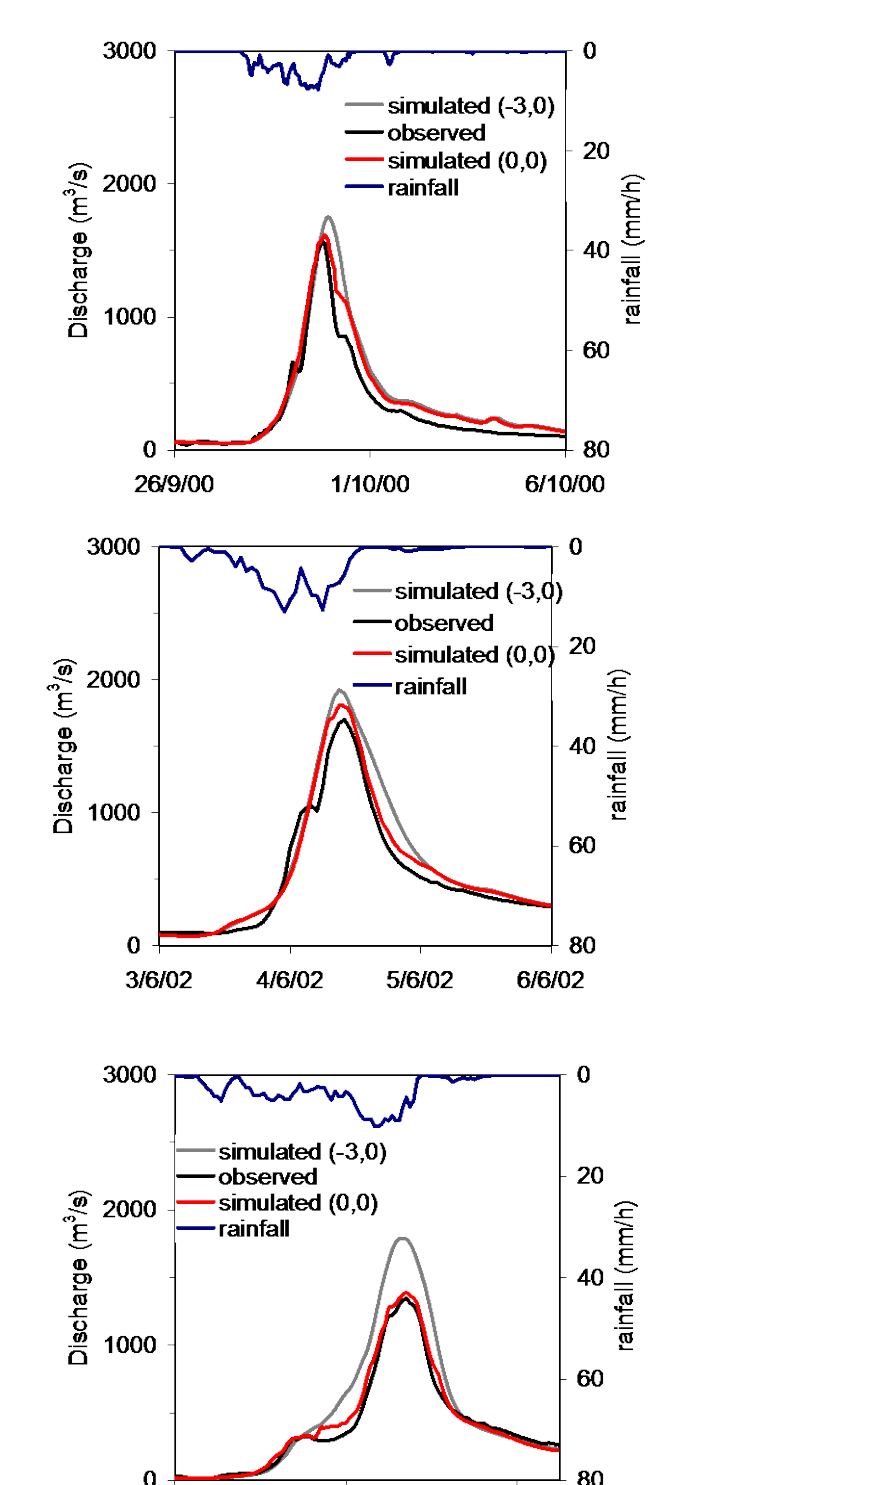 3000
0
simulated (-3,0)
observed
simulated (0,0)
rainfall
20
2000
40
1000
60
0
80
Discharge (m³/s)
rainfall (mm/h)
26/9/00
1/10/00
6/10/00
3000
0
simulated (-3,0)
observed
simulated (0,0)
rainfall
20
2000
40
1000
60
0
80
Discharge (m³/s)
rainfall (mm/h)
3/6/02
4/6/02
5/6/02
6/6/02
3000
0
simulated (-3,0)
observed
simulated (0,0)
rainfall
20
2000
40
1000
60
0
80
Discharge (m³/s)
rainfall (mm/h)